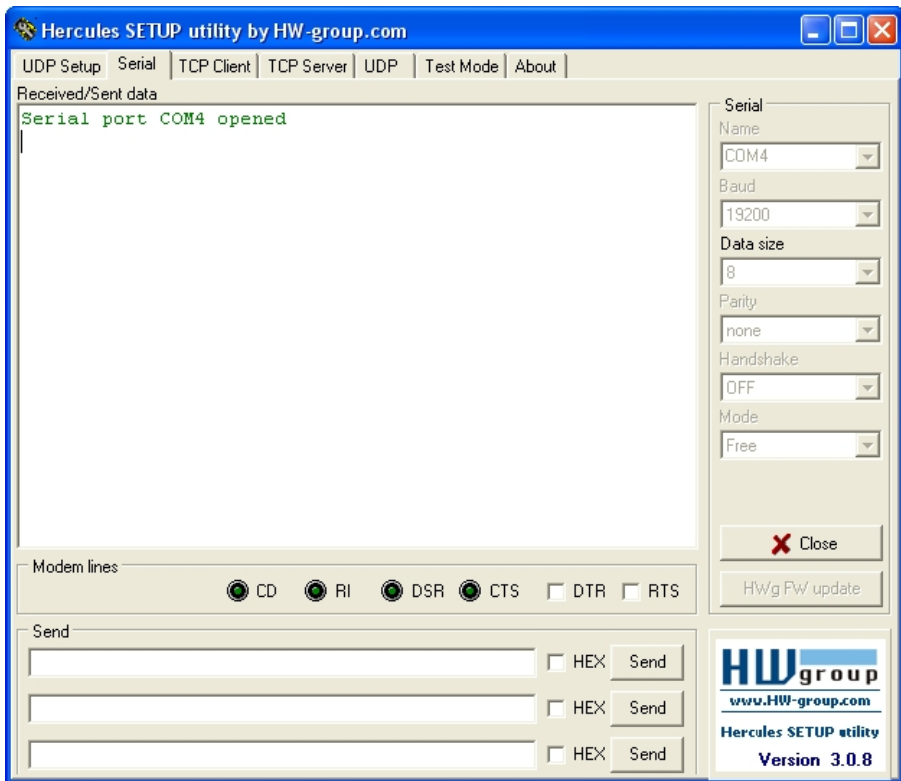 Hercules SETUP utility by HW-group.com
UDP Setup Serial TCP Client TCP Server UDP Test Mode About
Received/Sent data
Serial port COM4 opened
Serial
Name
COM4
Baud
19200
Data size
8
Parity
none
Handshake
OFF
Mode
Free
Close
HWg FW update
Modem lines
CD RI DSR CTS DTR RTS
Send
HEX Send
HEX Send
HEX Send
HW group
www.HW-group.com
Hercules SETUP utility
Version 3.0.8